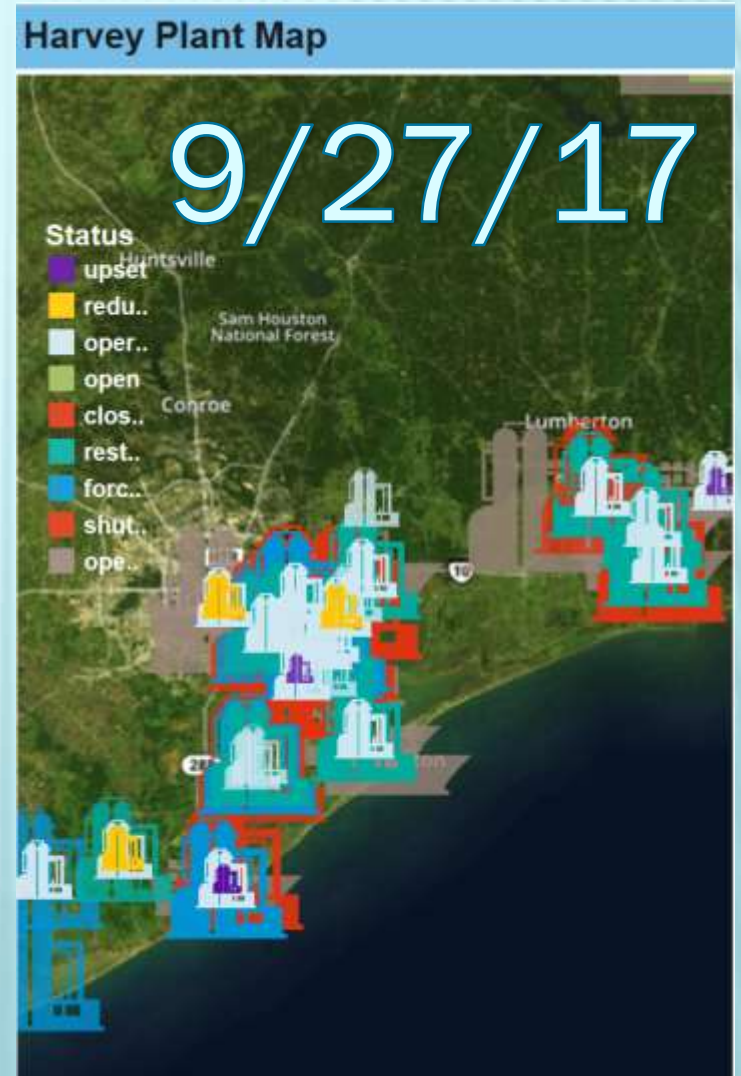 Harvey Plant Map
9/27/17
Status
upset
redu..
oper..
open
clos..
rest..
forc..
shut..
ope..
Huntsville
Sam Houston
National Forest
Conroe
Lumberton
10